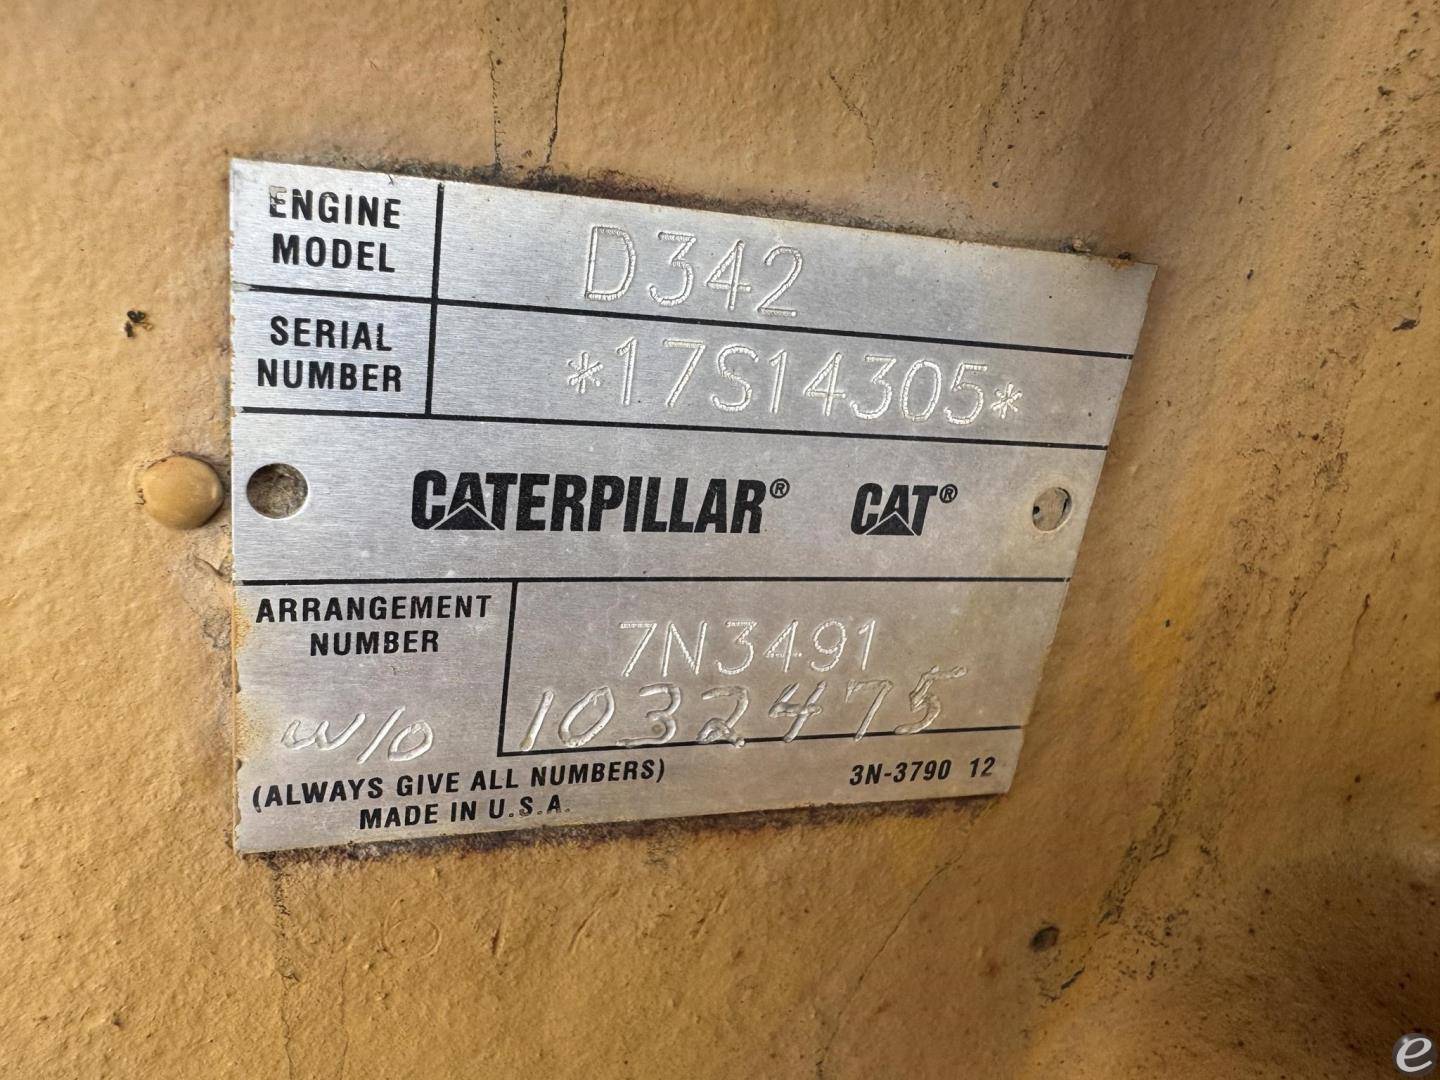 ENGINE
MODEL
D342
SERIAL
NUMBER
*17S14305*
CATERPILLAR® CAT®
ARRANGEMENT
NUMBER
7N3491
w/o 1032475
(ALWAYS GIVE ALL NUMBERS)
3N-3790 12
MADE IN U.S.A.
e